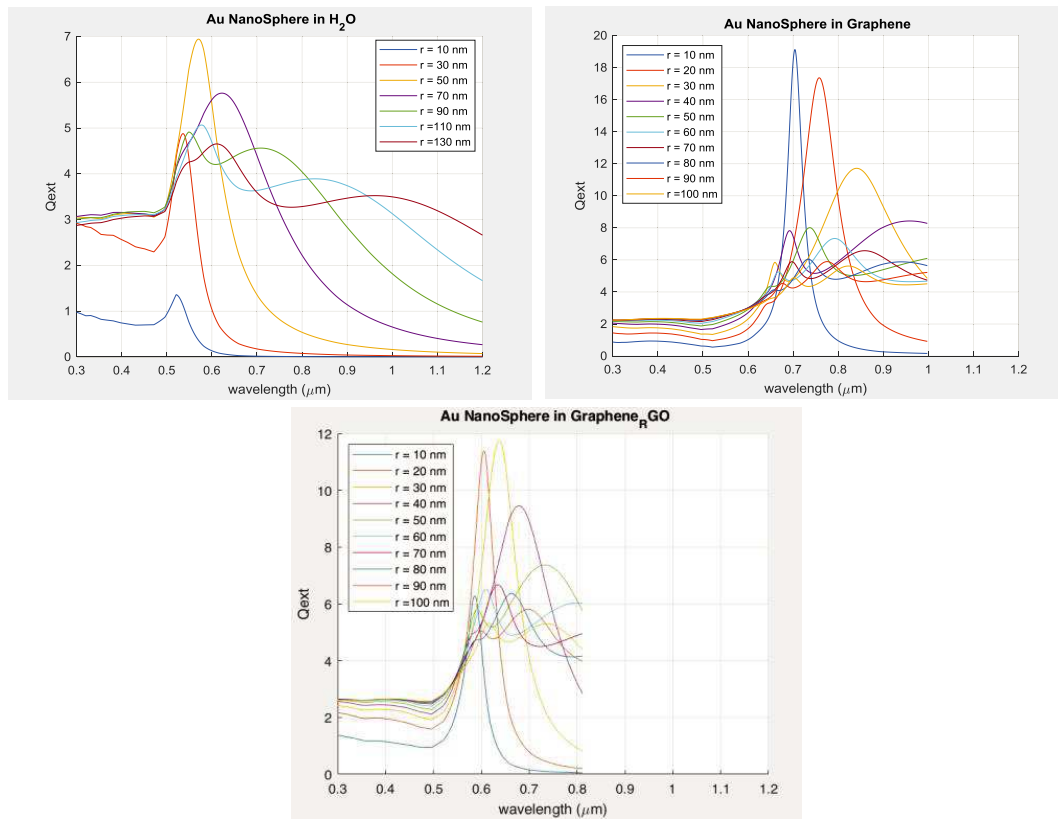 Au NanoSphere in H2O
7
6
5
4
3
2
1
0
Qext
r = 10 nm
r = 30 nm
r = 50 nm
r = 70 nm
r = 90 nm
r =110 nm
r =130 nm
0.3 0.4 0.5 0.6 0.7 0.8 0.9 1 1.1 1.2
wavelength (μm)
Au NanoSphere in Graphene
20
18
16
14
12
10
8
6
4
2
0
Qext
r = 10 nm
r = 20 nm
r = 30 nm
r = 40 nm
r = 50 nm
r = 60 nm
r = 70 nm
r = 80 nm
r = 90 nm
r =100 nm
0.3 0.4 0.5 0.6 0.7 0.8 0.9 1 1.1 1.2
wavelength (μm)
Au NanoSphere in GrapheneRGO
12
10
8
6
4
2
0
Qext
r = 10 nm
r = 20 nm
r = 30 nm
r = 40 nm
r = 50 nm
r = 60 nm
r = 70 nm
r = 80 nm
r = 90 nm
r =100 nm
0.3 0.4 0.5 0.6 0.7 0.8 0.9 1 1.1 1.2
wavelength (μm)